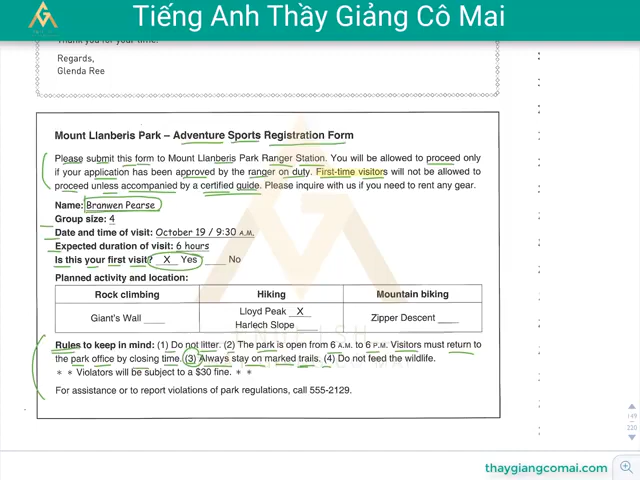 Tiếng Anh Thầy Giảng Cô Mai
Regards,
Glenda Ree
Mount Llanberis Park – Adventure Sports Registration Form
Please submit this form to Mount Llanberis Park Ranger Station. You will be allowed to proceed only
if your application has been approved by the ranger on duty. First-time visitors will not be allowed to
proceed unless accompanied by a certified guide. Please inquire with us if you need to rent any gear.
Name: Branwen Pearse
Group size: 4
Date and time of visit: October 19 / 9:30 A.M.
Expected duration of visit: 6 hours
Is this your first visit? X Yes ____ No
Planned activity and location:
Rock climbing Hiking Mountain biking
Giant's Wall ____ Lloyd Peak X Zipper Descent ____
Harlech Slope
Rules to keep in mind: (1) Do not litter. (2) The park is open from 6 A.M. to 6 P.M. Visitors must return to
the park office by closing time. (3) Always stay on marked trails. (4) Do not feed the wildlife.
** Violators will be subject to a $30 fine. **
For assistance or to report violations of park regulations, call 555-2129.
149
220
thaygiangcomai.com